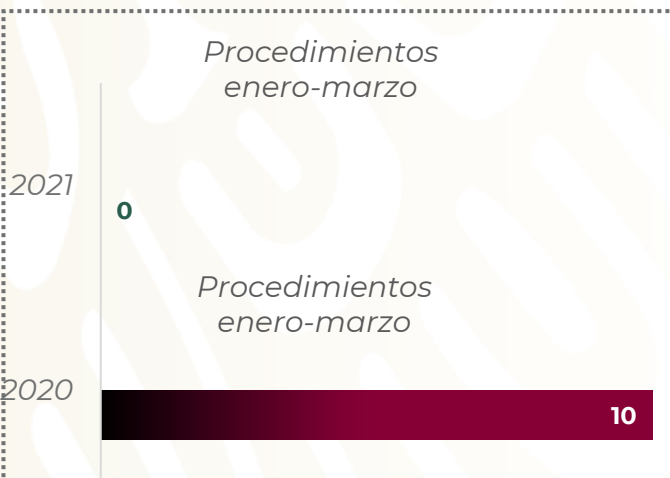 Procedimientos
enero-marzo
2021
0
Procedimientos
enero-marzo
2020
10